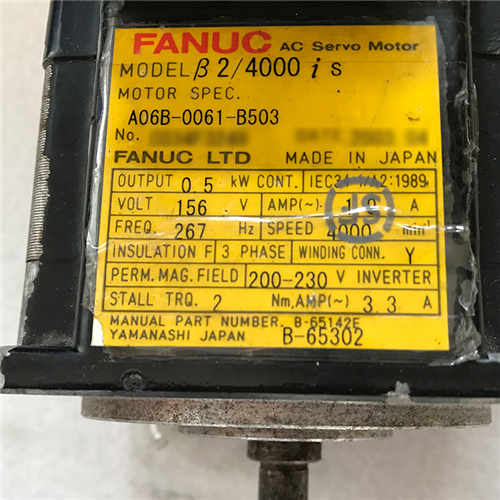 FANUC AC Servo Motor
MODEL β2/4000is
MOTOR SPEC.
A06B-0061-B503
No.
FANUC LTD MADE IN JAPAN
OUTPUT 0.5 kW CONT. IEC34-1/A2:1989
VOLT 156 V AMP(~) A
FREQ. 267 Hz SPEED 4000 min
INSULATION F 3 PHASE WINDING CONN. Y
PERM.MAG.FIELD 200-230 V INVERTER
STALL TRQ. 2 Nm,AMP(~) 3.3 A
MANUAL PART NUMBER. B-65142E
YAMANASHI JAPAN B-65302